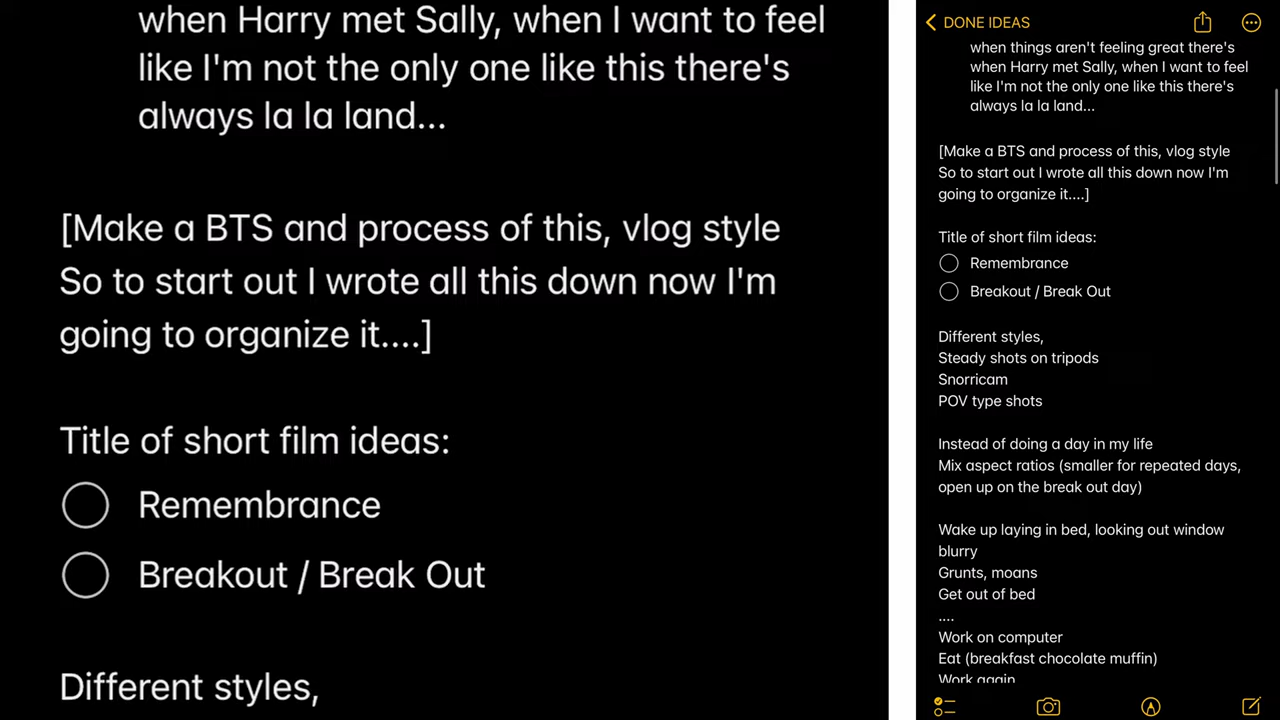 when Harry met Sally, when I want to feel
like I'm not the only one like this there's
always la la land...
[Make a BTS and process of this, vlog style
So to start out I wrote all this down now I'm
going to organize it....]
Title of short film ideas:
Remembrance
Breakout / Break Out
Different styles,
DONE IDEAS
when things aren't feeling great there's
when Harry met Sally, when I want to feel
like I'm not the only one like this there's
always la la land...
[Make a BTS and process of this, vlog style
So to start out I wrote all this down now I'm
going to organize it....]
Title of short film ideas:
Remembrance
Breakout / Break Out
Different styles,
Steady shots on tripods
Snorricam
POV type shots
Instead of doing a day in my life
Mix aspect ratios (smaller for repeated days,
open up on the break out day)
Wake up laying in bed, looking out window
blurry
Grunts, moans
Get out of bed
....
Work on computer
Eat (breakfast chocolate muffin)
Work again